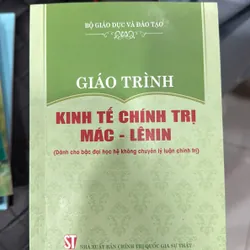 BỘ GIÁO DỤC VÀ ĐÀO TẠO
GIÁO TRÌNH
KINH TẾ CHÍNH TRỊ
MÁC - LÊNIN
(Dành cho bậc đại học hệ không chuyên lý luận chính trị)
ST
NHÀ XUẤT BẢN CHÍNH TRỊ QUỐC GIA SỰ THẬT